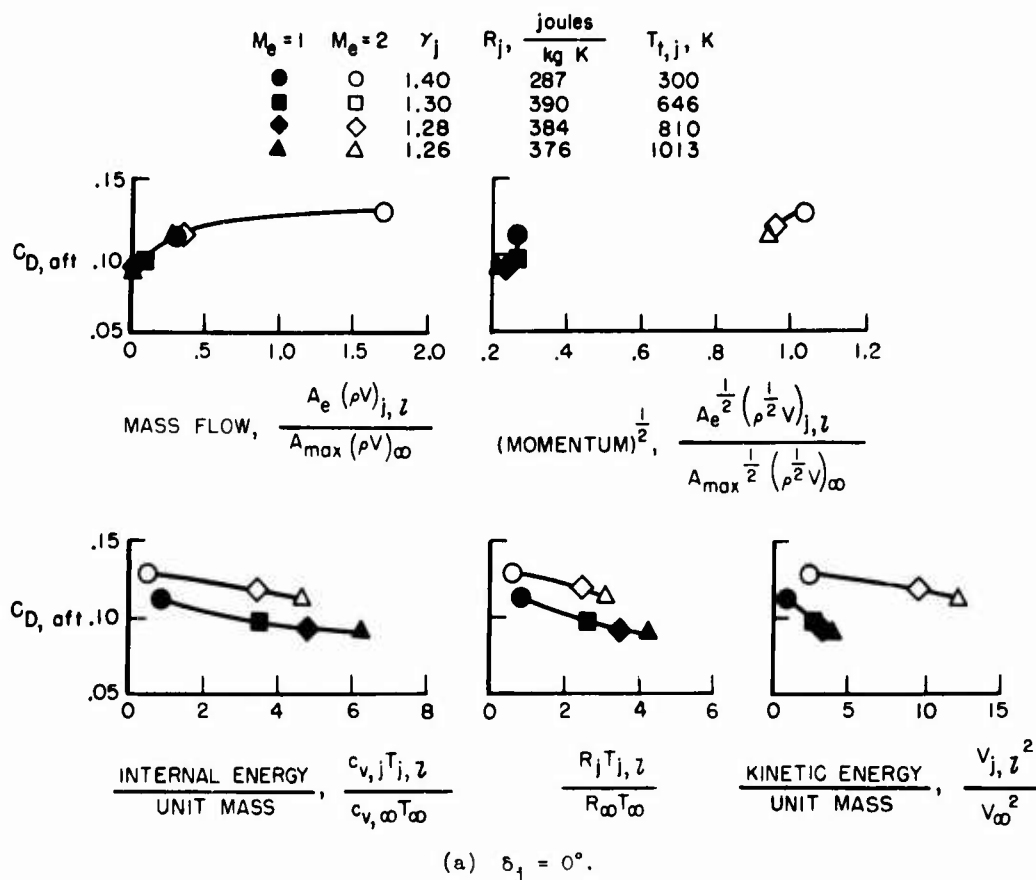 M_e = 1 M_e = 2 γ_j R_j, joules / kg K T_t,j, K
1.40 287 300
1.30 390 646
1.28 384 810
1.26 376 1013
.15
C_D, aft .10
.05
0 .5 1.0 1.5 2.0
.2 .4 .6 .8 1.0 1.2
MASS FLOW, A_e (ρV)_j,l / A_max (ρV)_∞
(MOMENTUM)^1/2, A_e^1/2 (ρ^1/2 V)_j,l / A_max^1/2 (ρ^1/2 V)_∞
.15
C_D, aft .10
.05
0 2 4 6 8
0 2 4 6
0 5 10 15
INTERNAL ENERGY / UNIT MASS, c_v,j T_j,l / c_v,∞ T_∞
R_j T_j,l / R_∞ T_∞
KINETIC ENERGY / UNIT MASS, V_j,l^2 / V_∞^2
(a) δ_j = 0°.